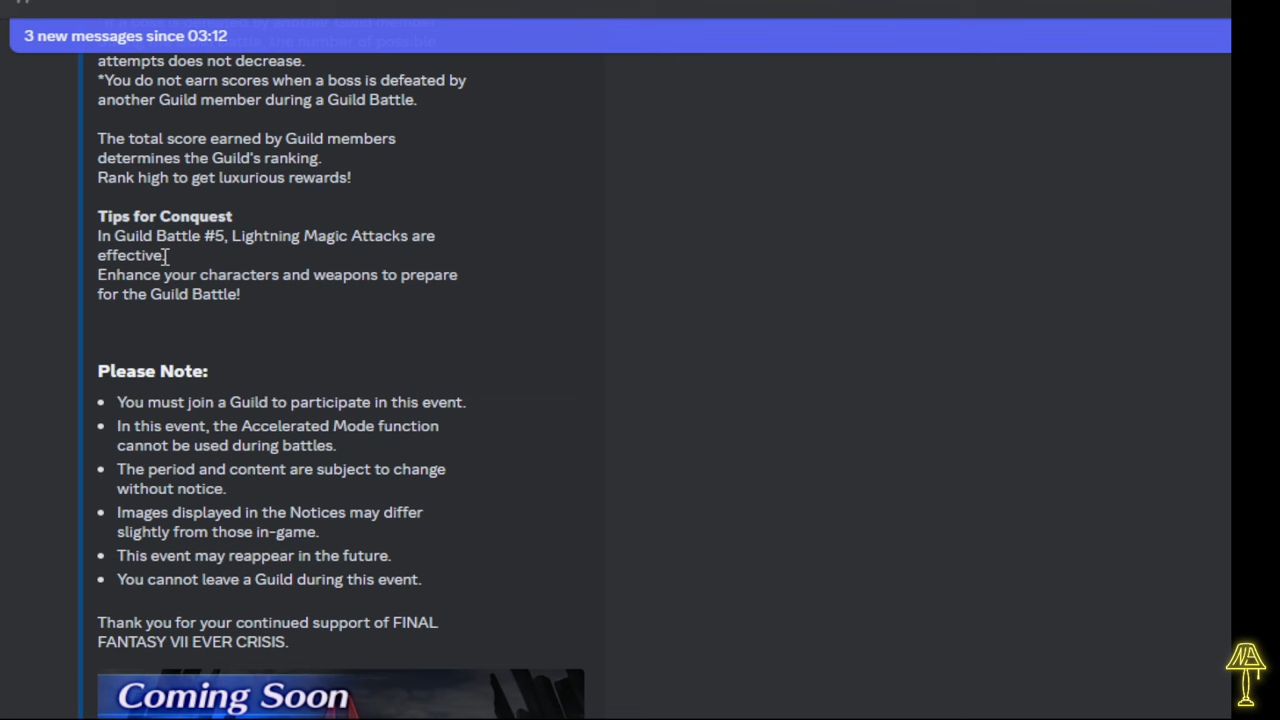 3 new messages since 03:12
attempts does not decrease.
*You do not earn scores when a boss is defeated by
another Guild member during a Guild Battle.
The total score earned by Guild members
determines the Guild's ranking.
Rank high to get luxurious rewards!
Tips for Conquest
In Guild Battle #5, Lightning Magic Attacks are
effective.
Enhance your characters and weapons to prepare
for the Guild Battle!
Please Note:
• You must join a Guild to participate in this event.
• In this event, the Accelerated Mode function
cannot be used during battles.
• The period and content are subject to change
without notice.
• Images displayed in the Notices may differ
slightly from those in-game.
• This event may reappear in the future.
• You cannot leave a Guild during this event.
Thank you for your continued support of FINAL
FANTASY VII EVER CRISIS.
Coming Soon
NA